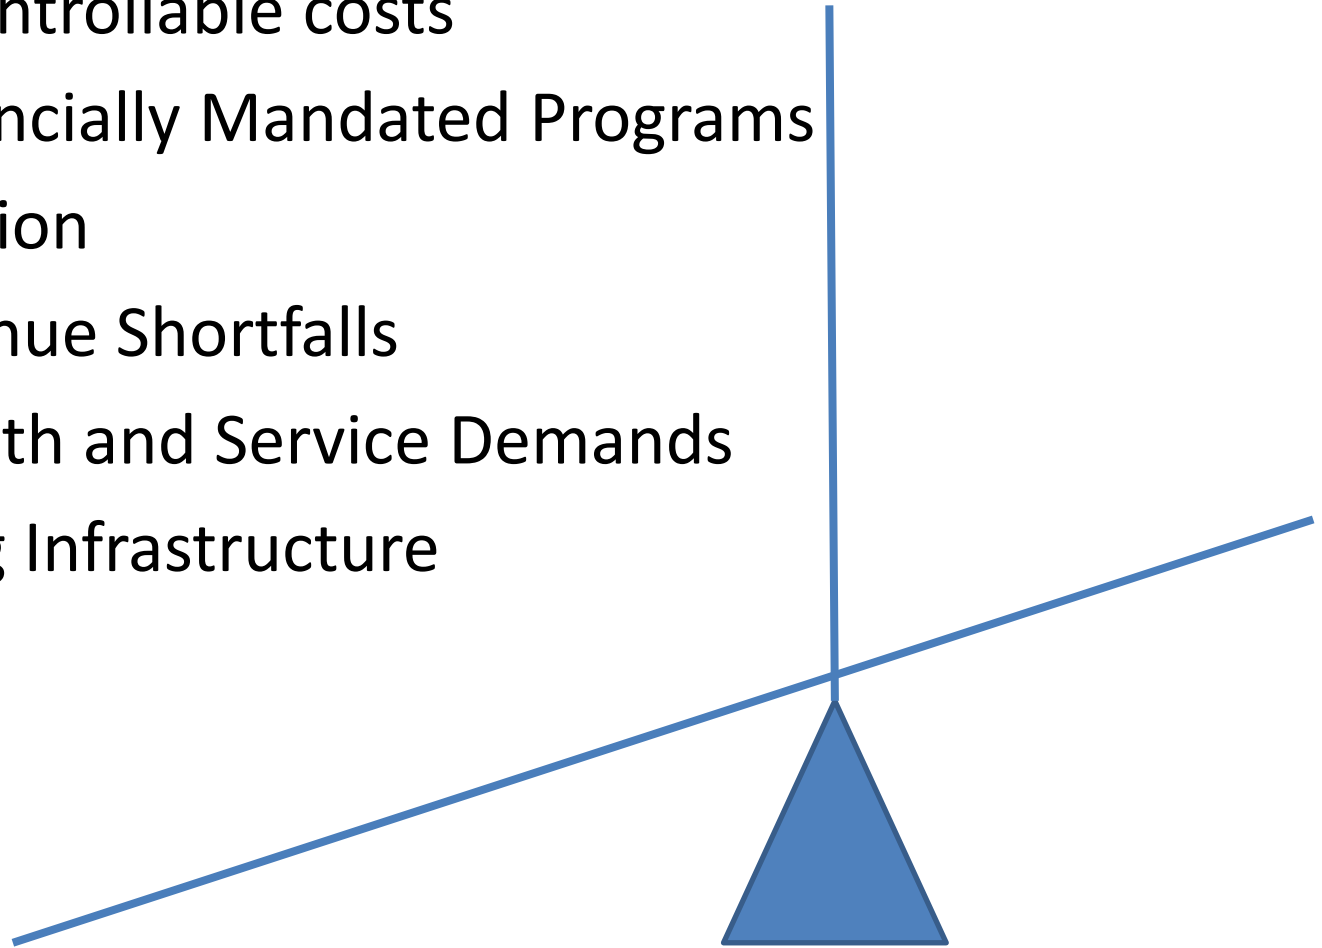 ntrollable costs
ncially Mandated Programs
ion
nue Shortfalls
th and Service Demands
g Infrastructure